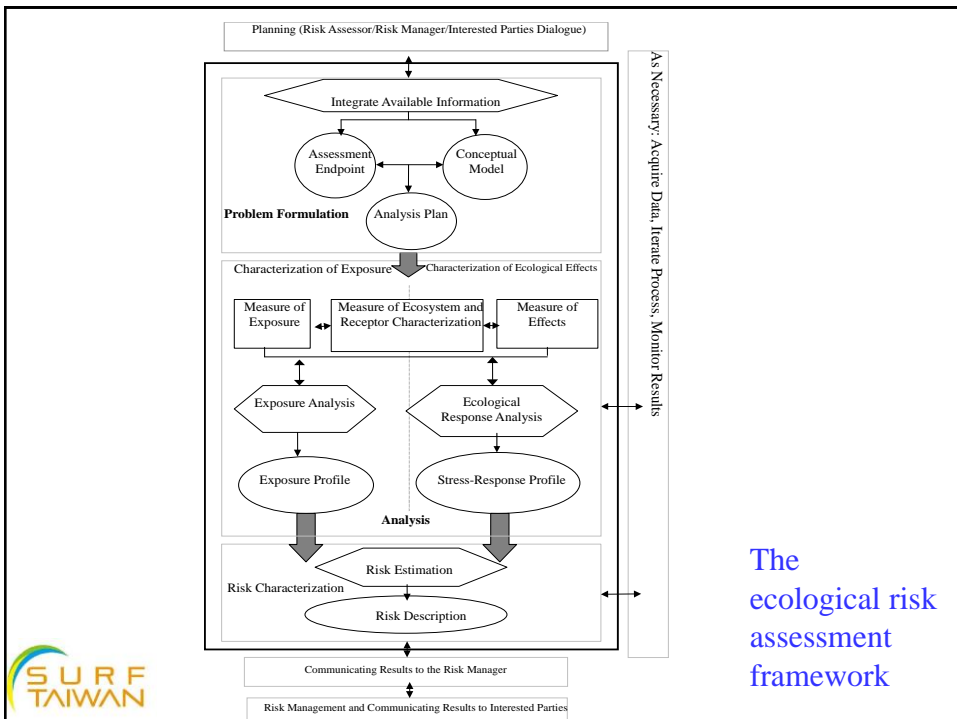 Planning (Risk Assessor/Risk Manager/Interested Parties Dialogue)
Integrate Available Information
Assessment
Endpoint
Conceptual
Model
Problem Formulation
Analysis Plan
Characterization of Exposure
Characterization of Ecological Effects
Measure of
Exposure
Measure of Ecosystem and
Receptor Characterization
Measure of
Effects
Exposure Analysis
Ecological
Response Analysis
Exposure Profile
Stress-Response Profile
Analysis
Risk Characterization
Risk Estimation
Risk Description
Communicating Results to the Risk Manager
Risk Management and Communicating Results to Interested Parties
As Necessary: Acquire Data, Iterate Process, Monitor Results
The
ecological risk
assessment
framework
SURF
TAIWAN